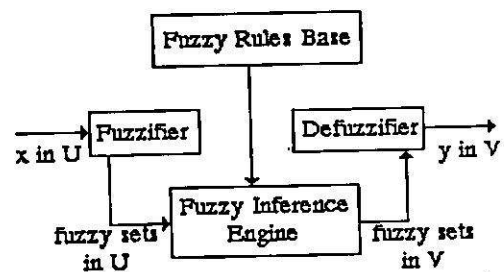 Fuzzy Rules Base
Fuzzifier
Defuzzifier
x in U
y in V
Fuzzy Inference
Engine
fuzzy sets
in U
fuzzy sets
in V